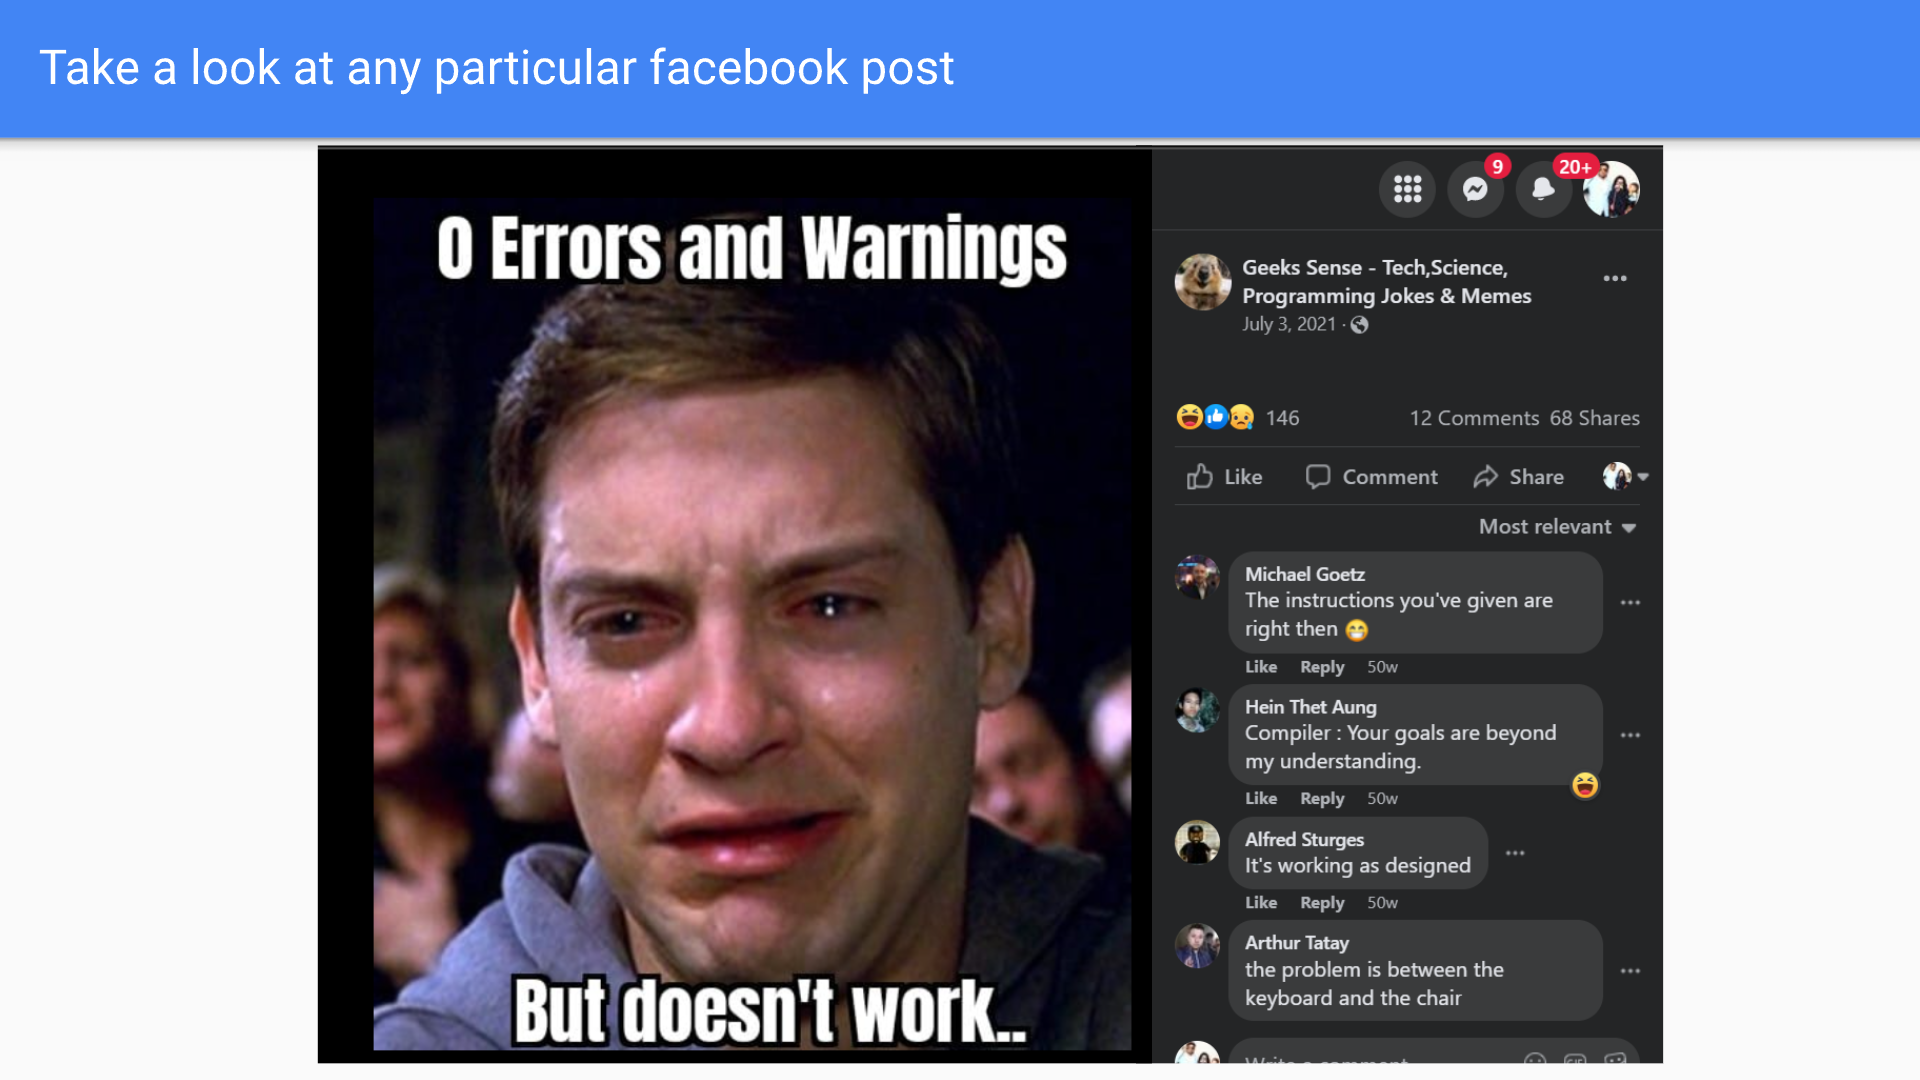 Take a look at any particular facebook post
0 Errors and Warnings
But doesn't work..
9
20+
Geeks Sense - Tech,Science,
Programming Jokes & Memes
July 3, 2021 ·
146
12 Comments 68 Shares
Like Comment Share
Most relevant
Michael Goetz
The instructions you've given are
right then 😁
Like Reply 50w
Hein Thet Aung
Compiler : Your goals are beyond
my understanding.
Like Reply 50w
Alfred Sturges
It's working as designed
Like Reply 50w
Arthur Tatay
the problem is between the
keyboard and the chair
Write a comment
GIF